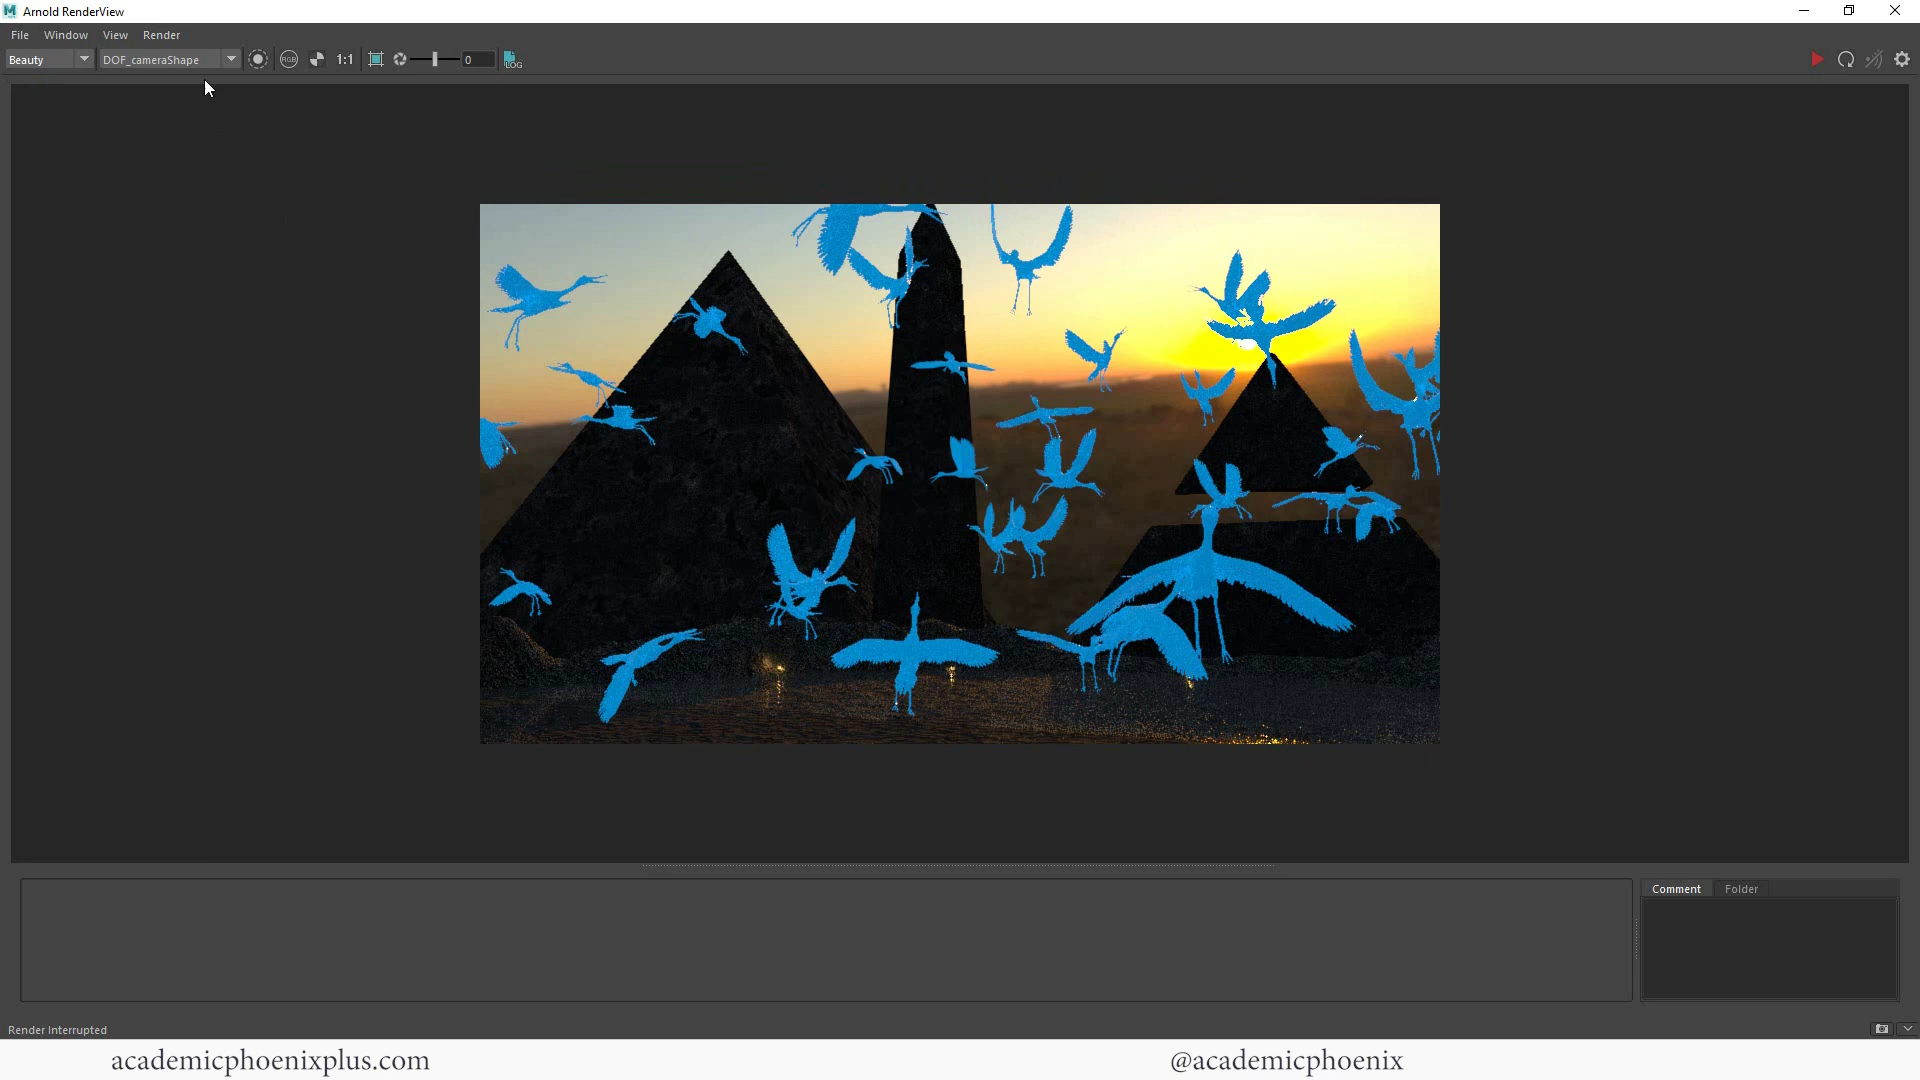 Arnold RenderView
File Window View Render
Beauty DOF_cameraShape RGB 1:1 0 LOG
Comment Folder
Render Interrupted
academicphoenixplus.com @academicphoenix